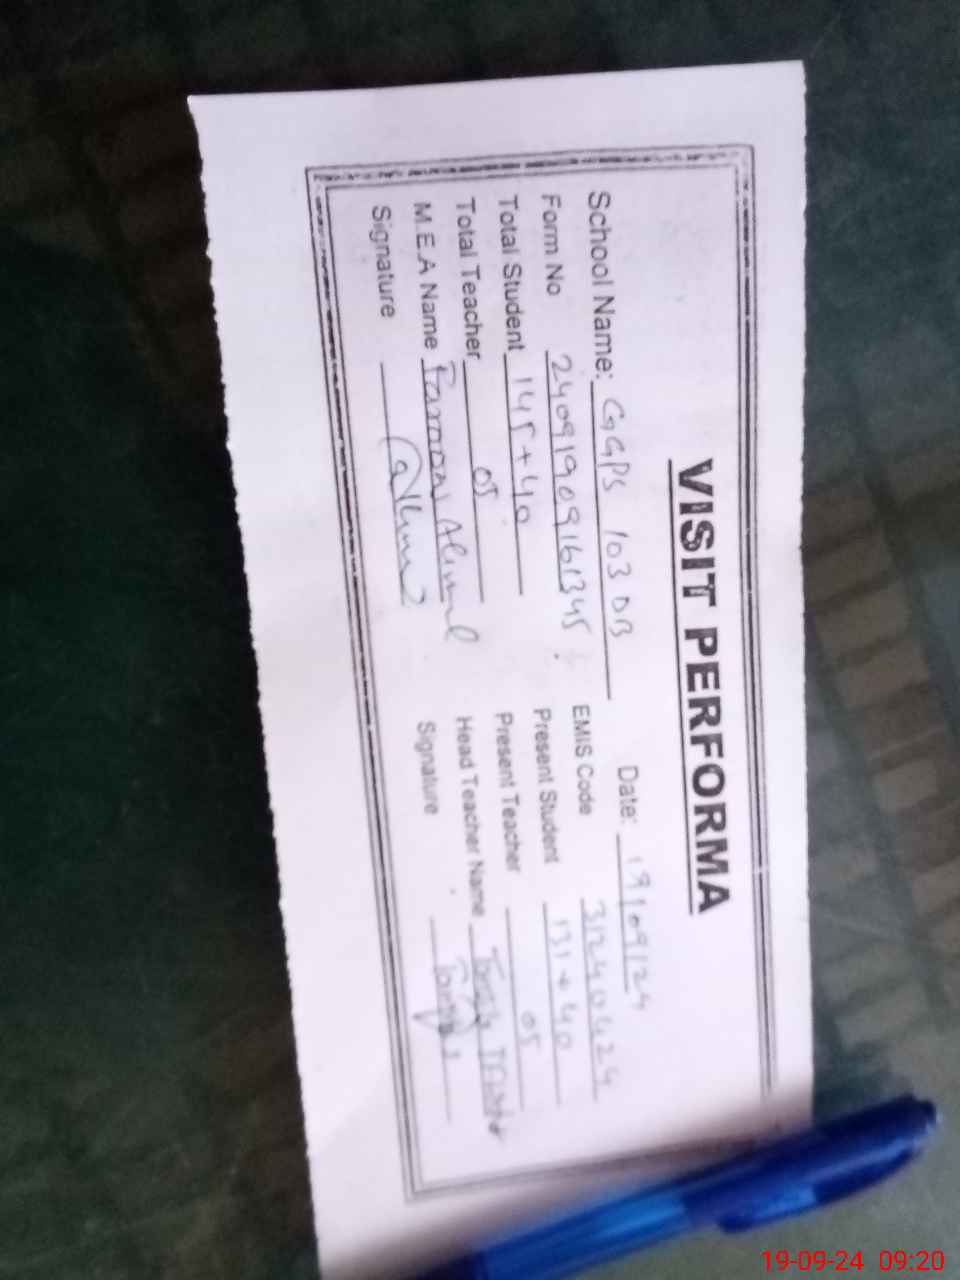 VISIT PERFORMA
School Name: GGPS 103 DB Date: 19/09/24
Form No 24091909161345 EMIS Code 31240424
Total Student 145+40 Present Student 131+40
Total Teacher 05 Present Teacher 05
M.E.A Name Head Teacher Name
Signature Signature
19-09-24 09:20